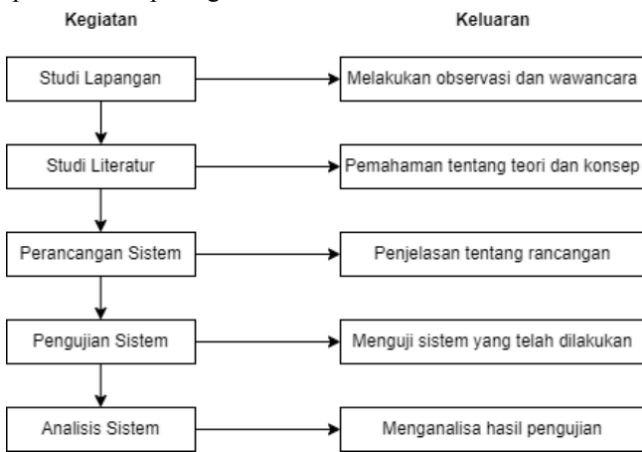 Kegiatan Keluaran
Studi Lapangan Melakukan observasi dan wawancara
Studi Literatur Pemahaman tentang teori dan konsep
Perancangan Sistem Penjelasan tentang rancangan
Pengujian Sistem Menguji sistem yang telah dilakukan
Analisis Sistem Menganalisa hasil pengujian